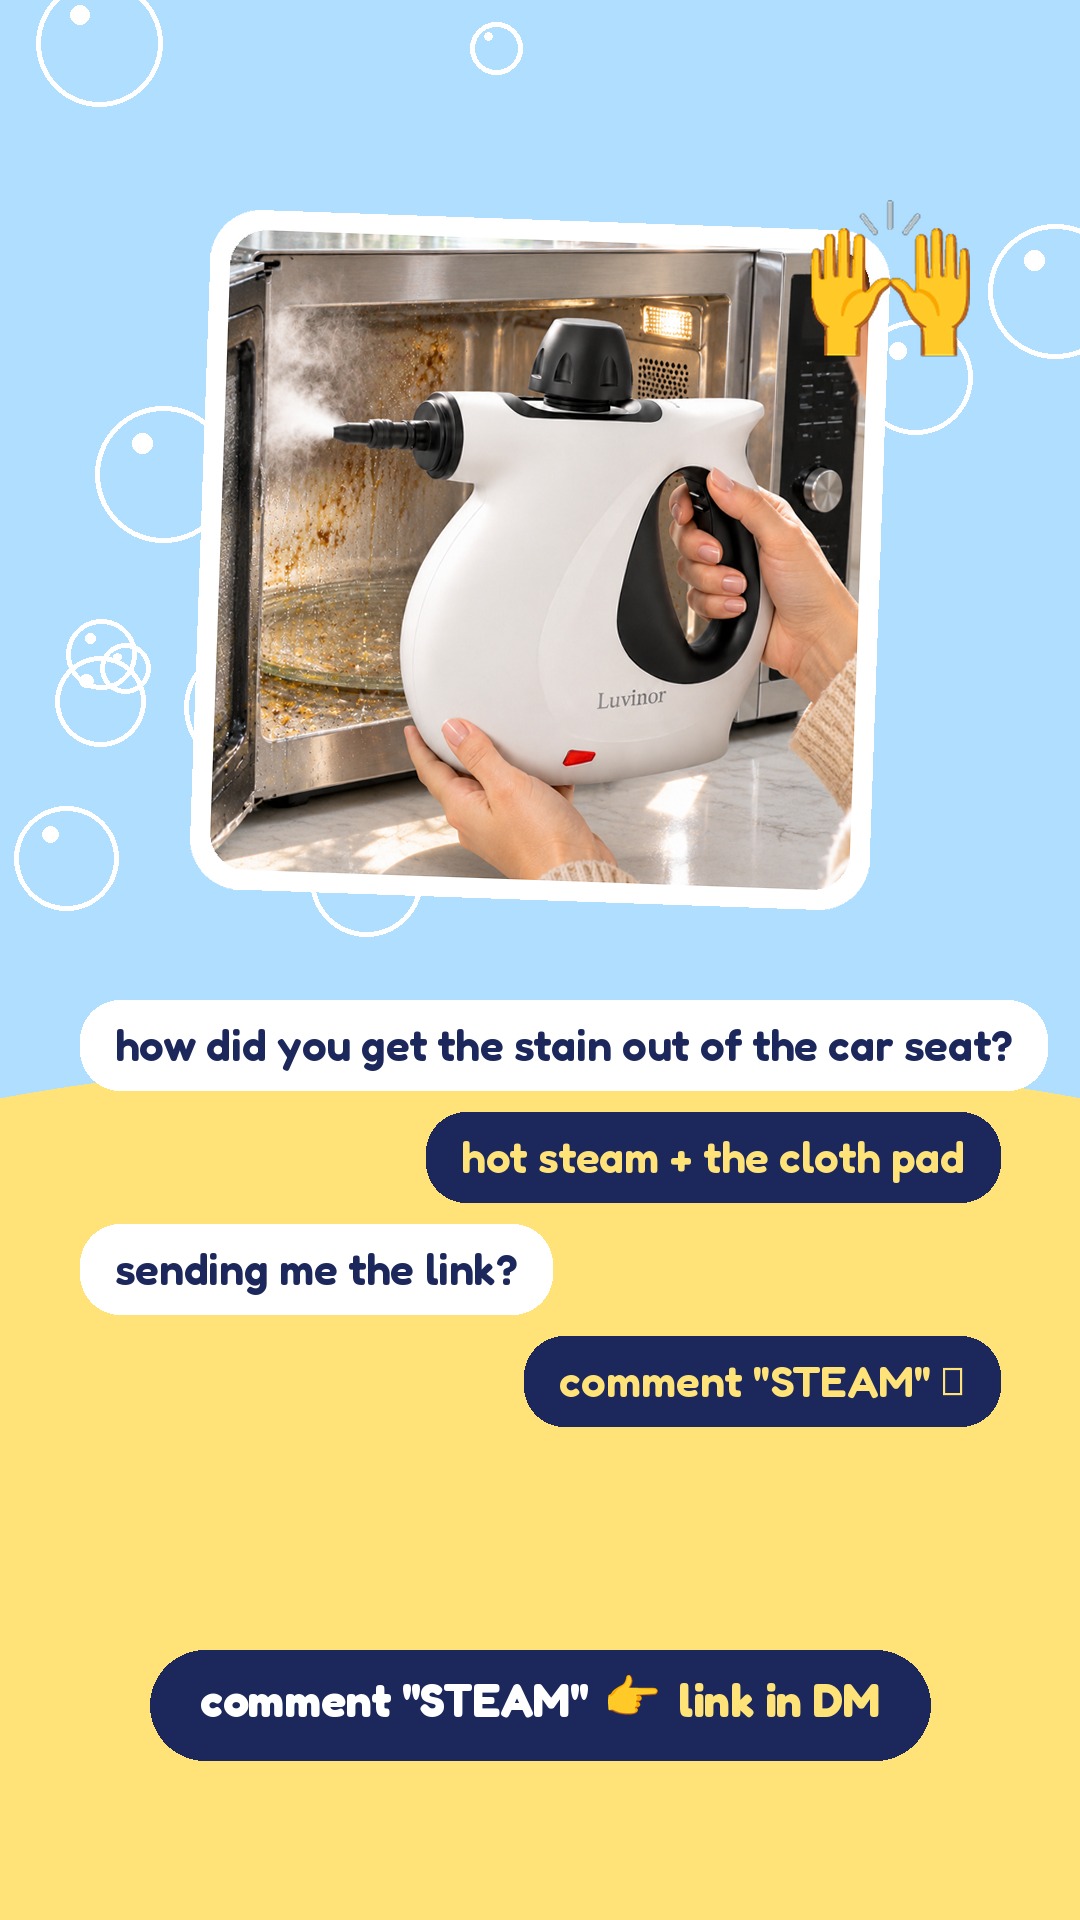 Luvinor
how did you get the stain out of the car seat?
hot steam + the cloth pad
sending me the link?
comment "STEAM" 
comment "STEAM" 👉 link in DM